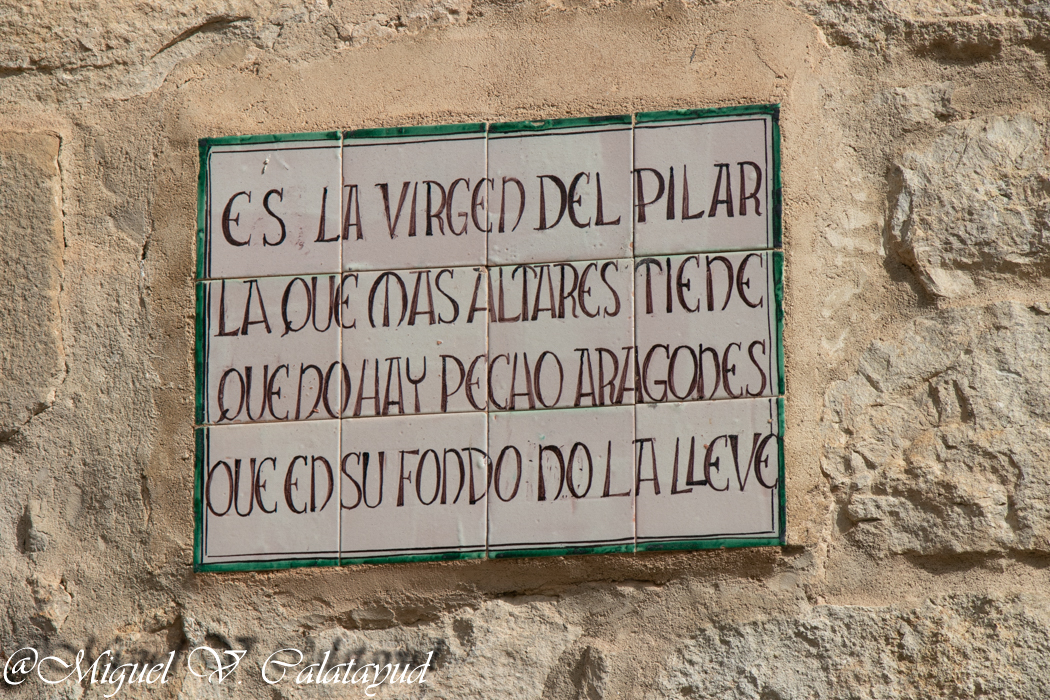 ES LA VIRGEN DEL PILAR
LA QUE MAS ALTARES TIENE
QUE NO HAY PECHO ARAGONES
QUE EN SU FONDO NO LA LLEVE
@Miguel V. Calatayud